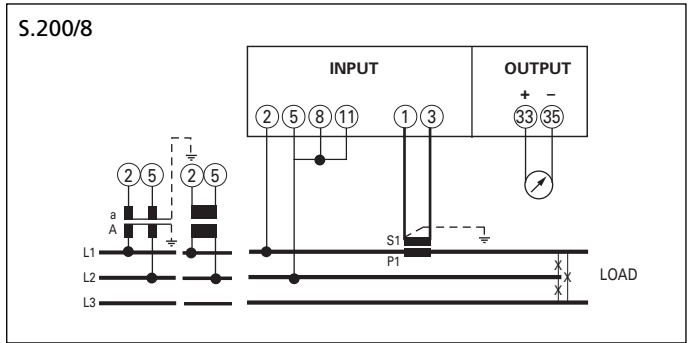 S.200/8
INPUT OUTPUT
+ –
2 5 8 11 1 3 33 35
2 5 2 5
a
A
S1
L1
P1
L2
X
X
X
LOAD
L3